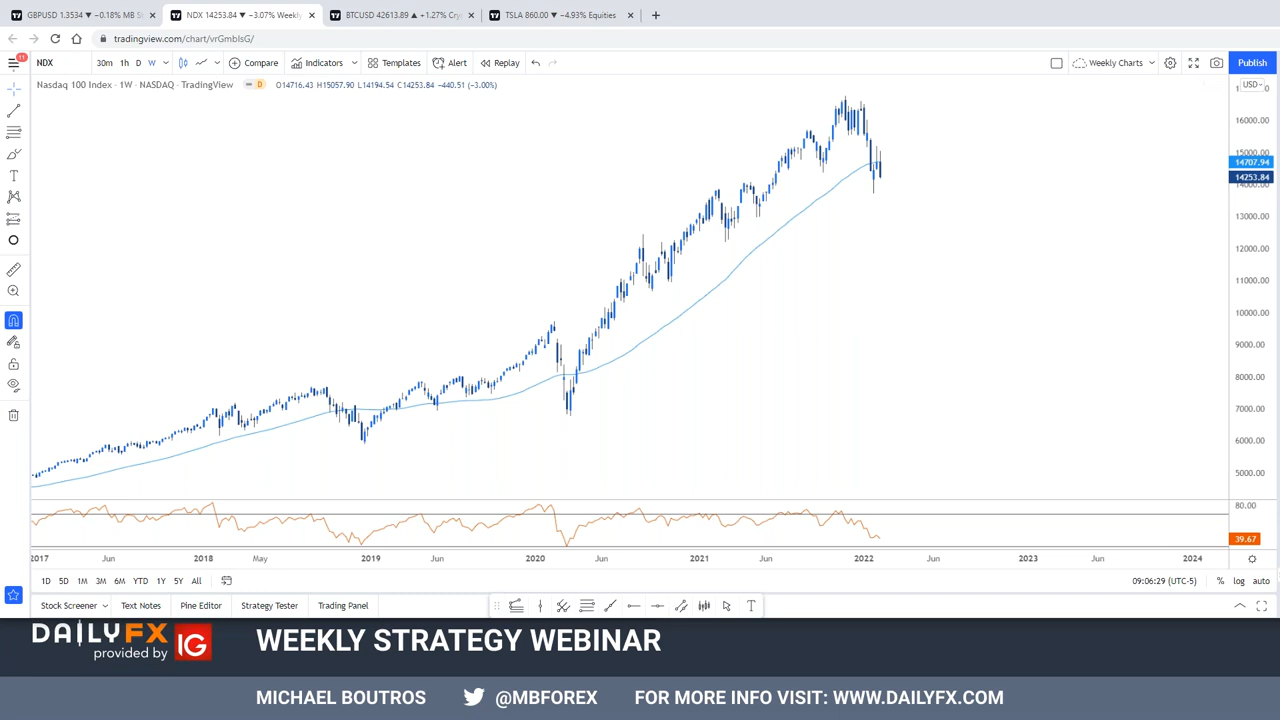 GBPUSD 1.3534 ▼ −0.18% MB S
NDX 14253.84 ▼ −3.07% Weekly
BTCUSD 42613.89 ▲ +1.27% Cry
TSLA 860.00 ▼ −4.93% Equities
tradingview.com/chart/vrGmbIsG/
11
NDX
30m 1h D W
Compare
Indicators
Templates
Alert
Replay
Weekly Charts
Publish
Nasdaq 100 Index · 1W · NASDAQ · TradingView
D
O14716.43 H15057.90 L14194.54 C14253.84 −440.51 (−3.00%)
USD
16000.00
15000.00
14707.94
14253.84
14000.00
13000.00
12000.00
11000.00
10000.00
9000.00
8000.00
7000.00
6000.00
5000.00
80.00
39.67
2017 Jun 2018 May 2019 Jun 2020 Jun 2021 Jun 2022 Jun 2023 Jun 2024
1D 5D 1M 3M 6M YTD 1Y 5Y All
09:06:29 (UTC-5) % log auto
Stock Screener Text Notes Pine Editor Strategy Tester Trading Panel
DAILYFX
provided by IG
WEEKLY STRATEGY WEBINAR
MICHAEL BOUTROS @MBFOREX FOR MORE INFO VISIT: WWW.DAILYFX.COM